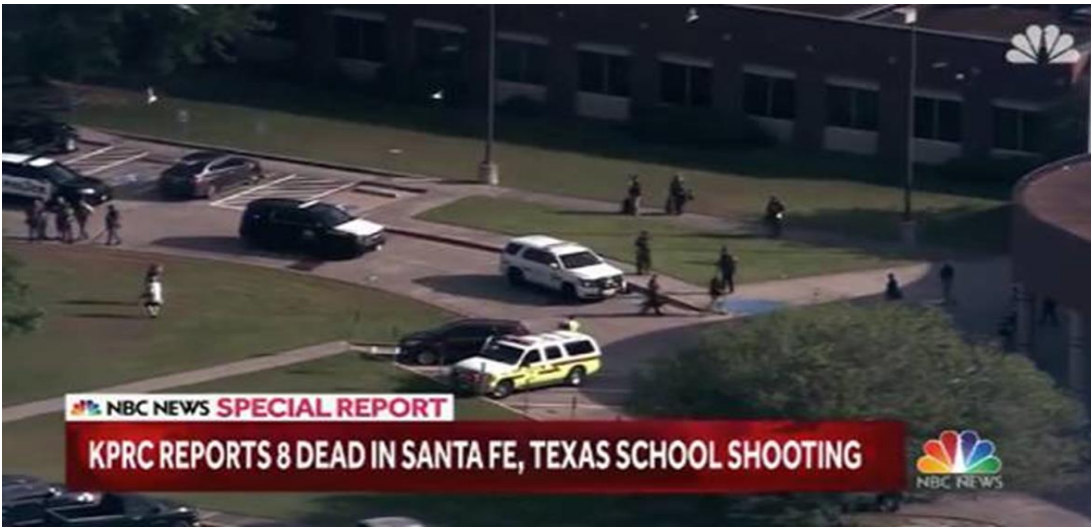 NBC NEWS SPECIAL REPORT
KPRC REPORTS 8 DEAD IN SANTA FE, TEXAS SCHOOL SHOOTING
NBC NEWS